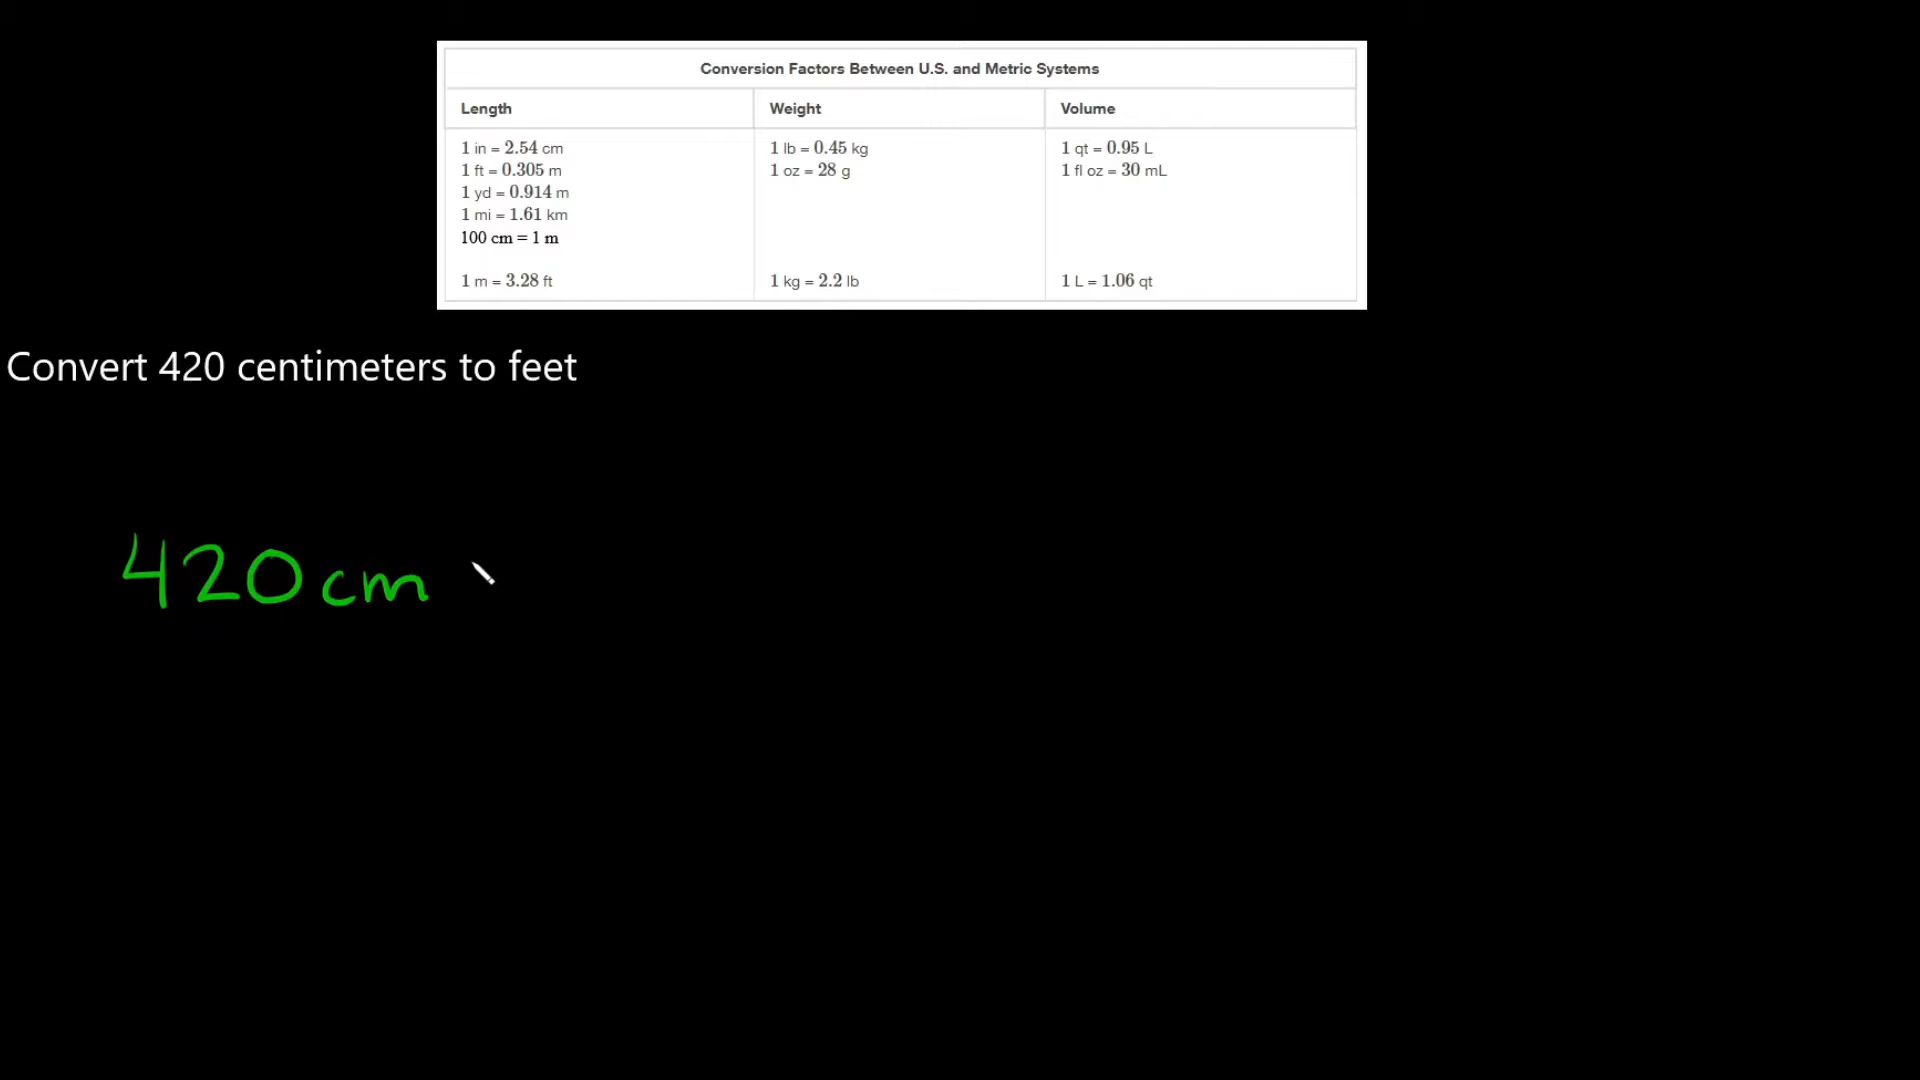 Conversion Factors Between U.S. and Metric Systems
Length Weight Volume
1 in = 2.54 cm 1 lb = 0.45 kg 1 qt = 0.95 L
1 ft = 0.305 m 1 oz = 28 g 1 fl oz = 30 mL
1 yd = 0.914 m
1 mi = 1.61 km
100 cm = 1 m
1 m = 3.28 ft 1 kg = 2.2 lb 1 L = 1.06 qt
Convert 420 centimeters to feet
420 cm